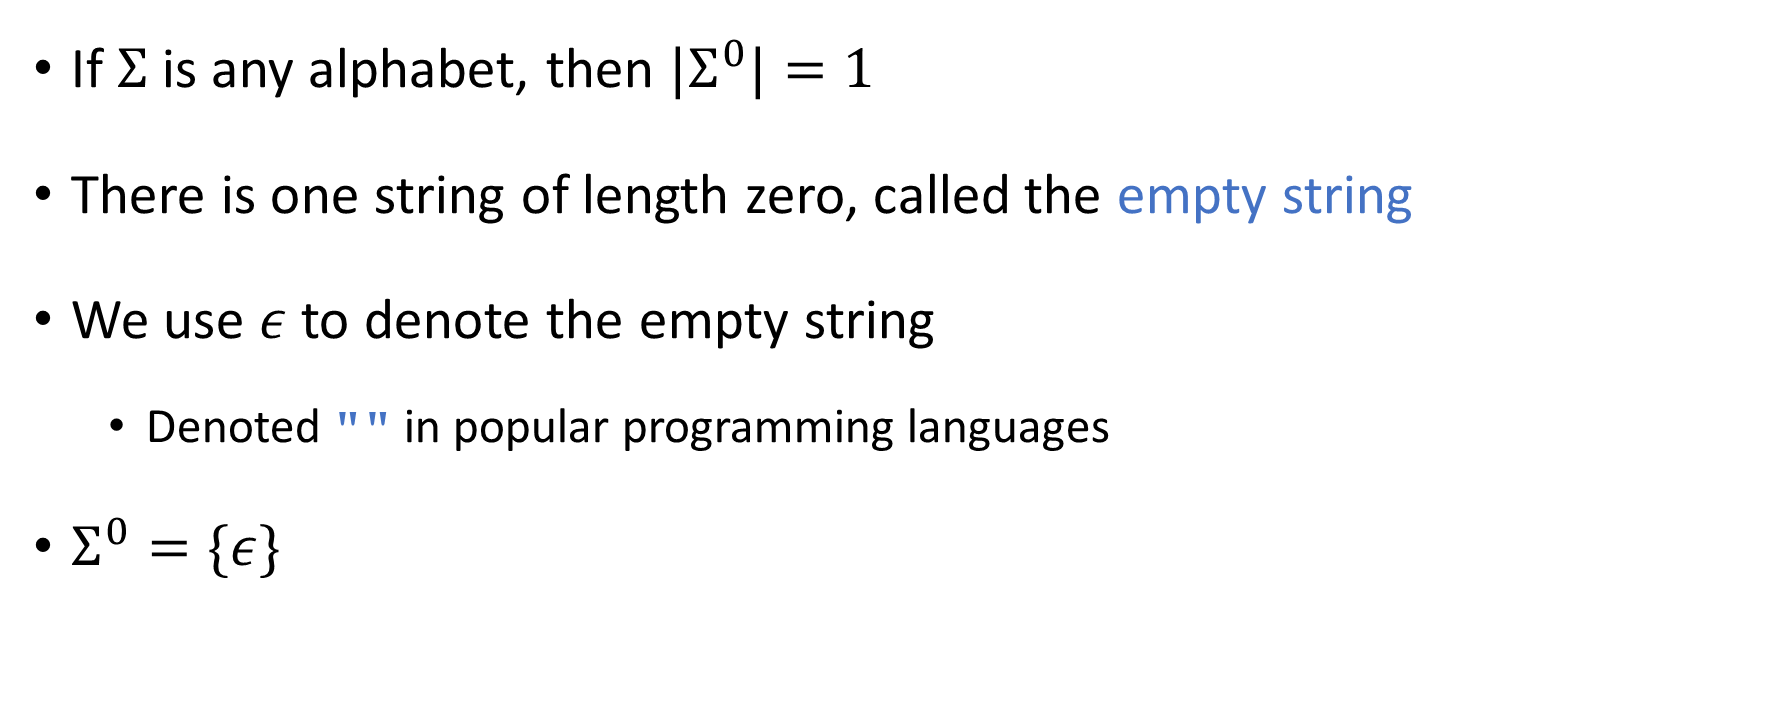 • If Σ is any alphabet, then |Σ⁰| = 1
• There is one string of length zero, called the empty string
• We use ϵ to denote the empty string
• Denoted "" in popular programming languages
• Σ⁰ = {ϵ}